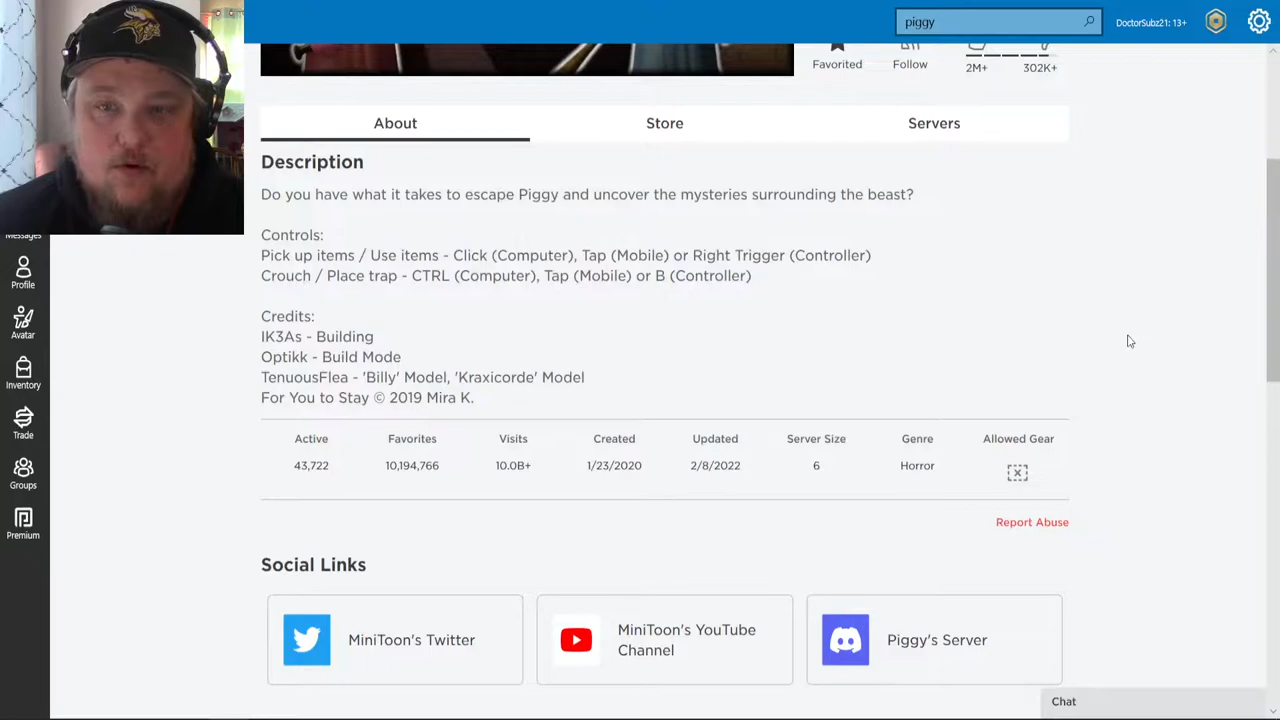 piggy
DoctorSubz21: 13+
Favorited
Follow
2M+
302K+
About
Store
Servers
Description
Do you have what it takes to escape Piggy and uncover the mysteries surrounding the beast?
Controls:
Pick up items / Use items - Click (Computer), Tap (Mobile) or Right Trigger (Controller)
Crouch / Place trap - CTRL (Computer), Tap (Mobile) or B (Controller)
Credits:
IK3As - Building
Optikk - Build Mode
TenuousFlea - 'Billy' Model, 'Kraxicorde' Model
For You to Stay © 2019 Mira K.
Active
Favorites
Visits
Created
Updated
Server Size
Genre
Allowed Gear
43,722
10,194,766
10.0B+
1/23/2020
2/8/2022
6
Horror
Report Abuse
Social Links
MiniToon's Twitter
MiniToon's YouTube
Channel
Piggy's Server
Messages
Profile
Avatar
Inventory
Trade
Groups
Premium
Chat